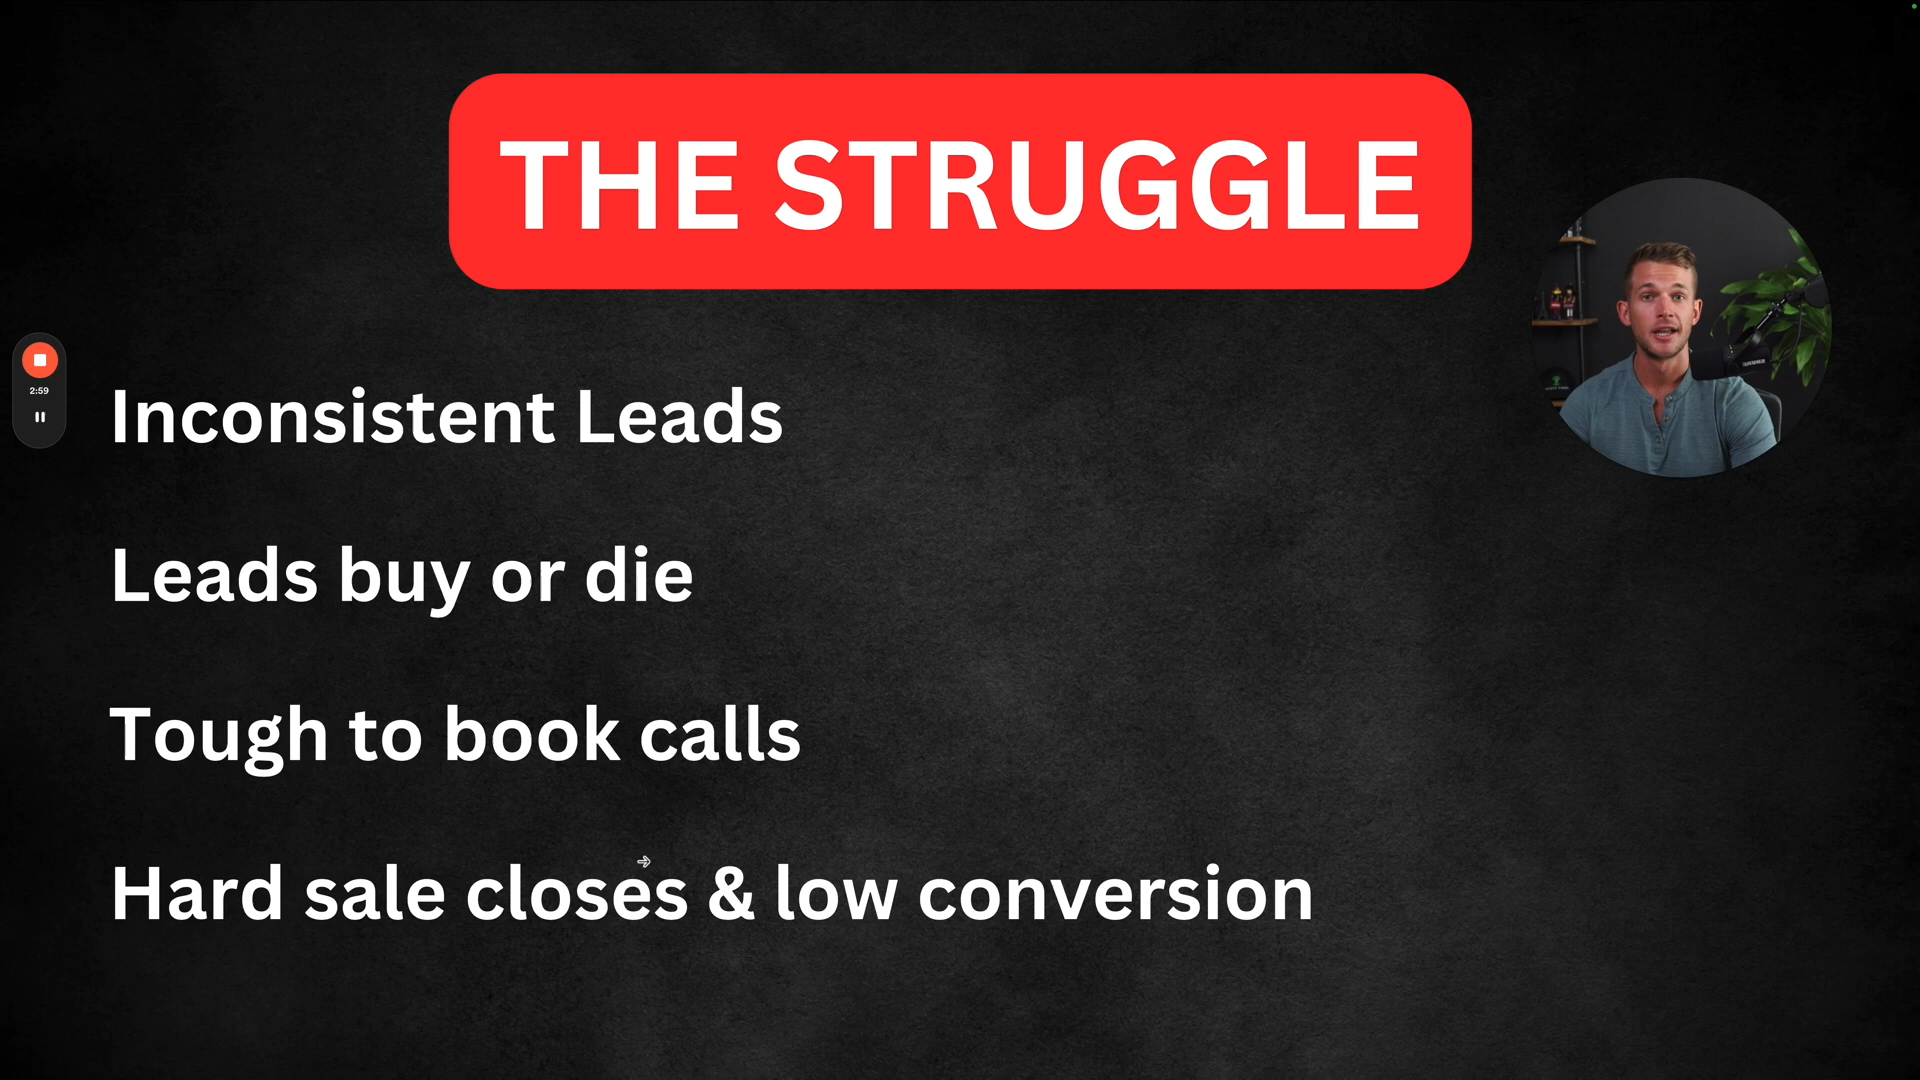 THE STRUGGLE
2:59
Inconsistent Leads
Leads buy or die
Tough to book calls
Hard sale closes & low conversion